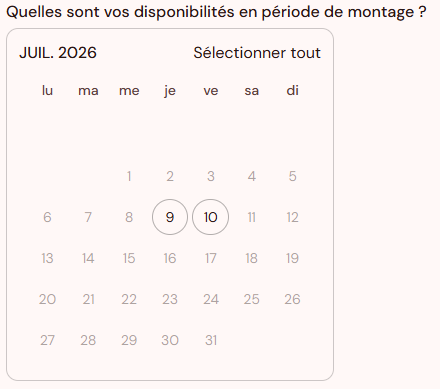 Quelles sont vos disponibilités en période de montage ?
JUIL. 2026 Sélectionner tout
lu ma me je ve sa di
1 2 3 4 5
6 7 8 9 10 11 12
13 14 15 16 17 18 19
20 21 22 23 24 25 26
27 28 29 30 31